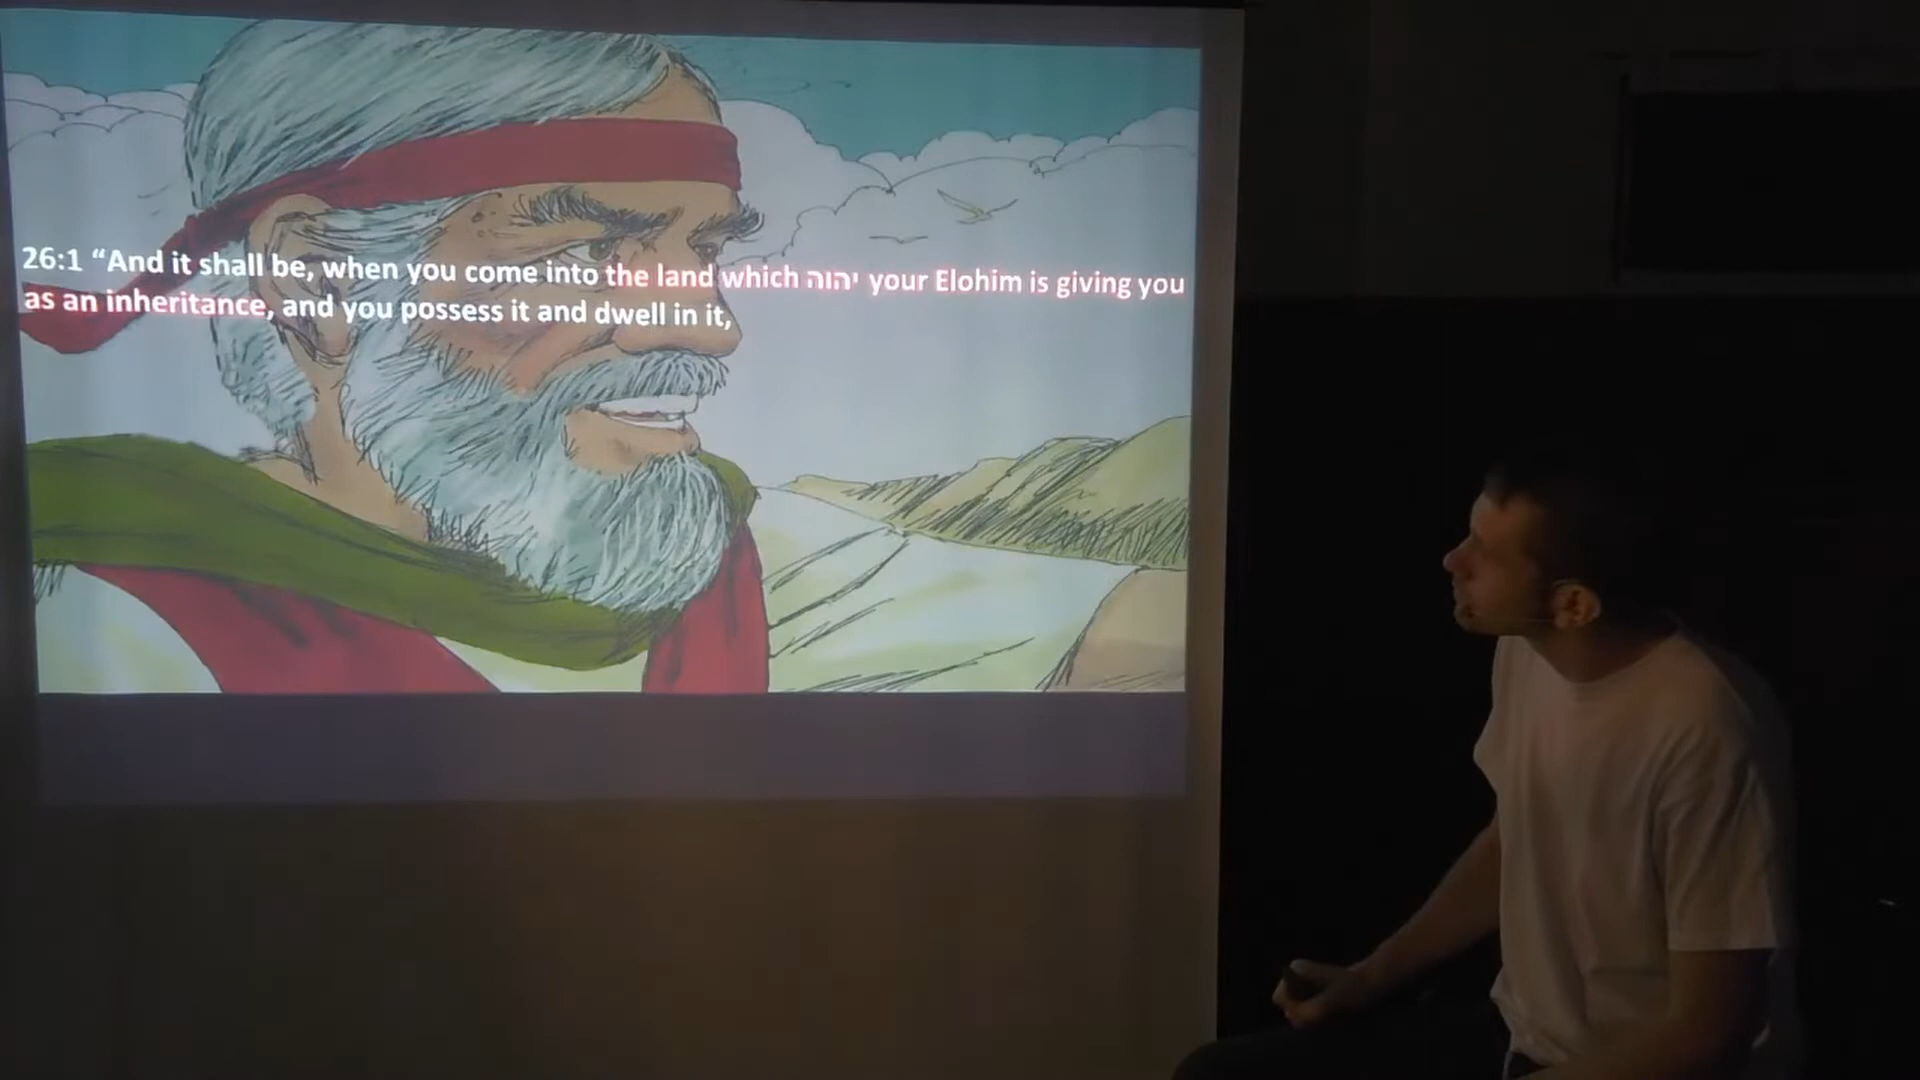 26:1 “And it shall be, when you come into the land which יהוה your Elohim is giving you
as an inheritance, and you possess it and dwell in it,